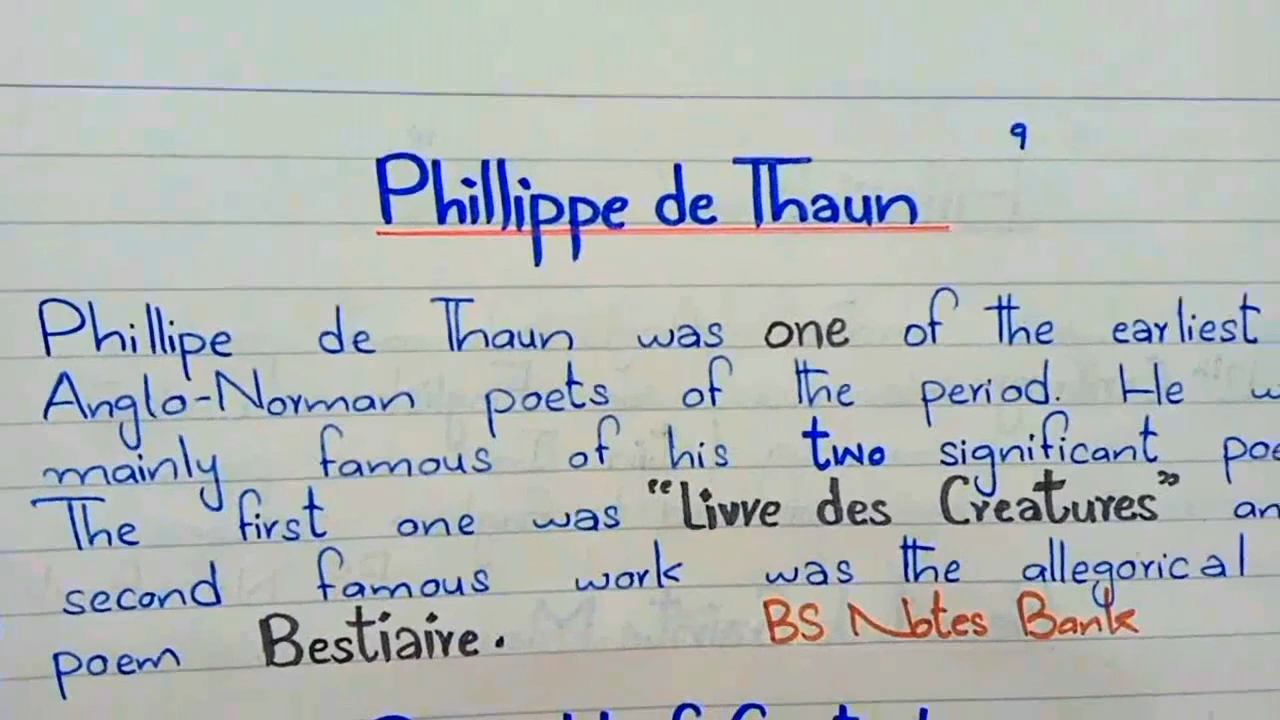 9
Phillippe de Thaun
Phillipe de Thaun was one of the earliest
Anglo-Norman poets of the period. He
mainly famous of his two significant
The first one was "Livre des Creatures"
second famous work was the allegorical
poem Bestiaire.
BS Notes Bank